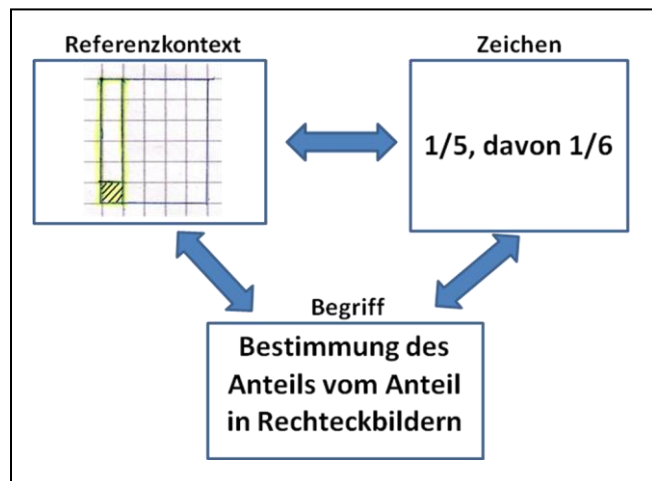 Referenzkontext
Zeichen
1/5, davon 1/6
Begriff
Bestimmung des
Anteils vom Anteil
in Rechteckbildern